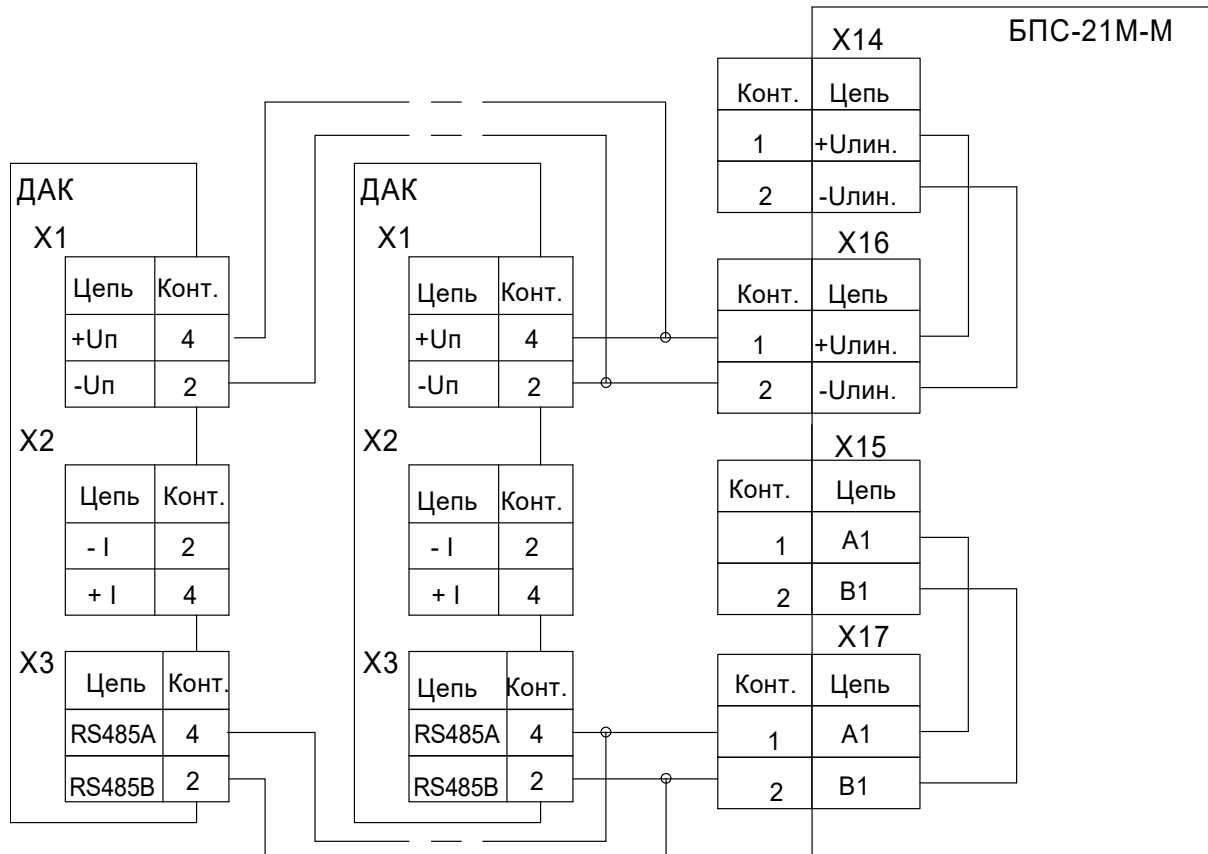 БПС-21М-М
X14
Конт. Цепь
1 +Uлин.
2 -Uлин.
X16
Конт. Цепь
1 +Uлин.
2 -Uлин.
X15
Конт. Цепь
1 A1
2 B1
X17
Конт. Цепь
1 A1
2 B1
ДАК
X1
Цепь Конт.
+Uп 4
-Uп 2
X2
Цепь Конт.
- I 2
+ I 4
X3
Цепь Конт.
RS485A 4
RS485B 2
ДАК
X1
Цепь Конт.
+Uп 4
-Uп 2
X2
Цепь Конт.
- I 2
+ I 4
X3
Цепь Конт.
RS485A 4
RS485B 2